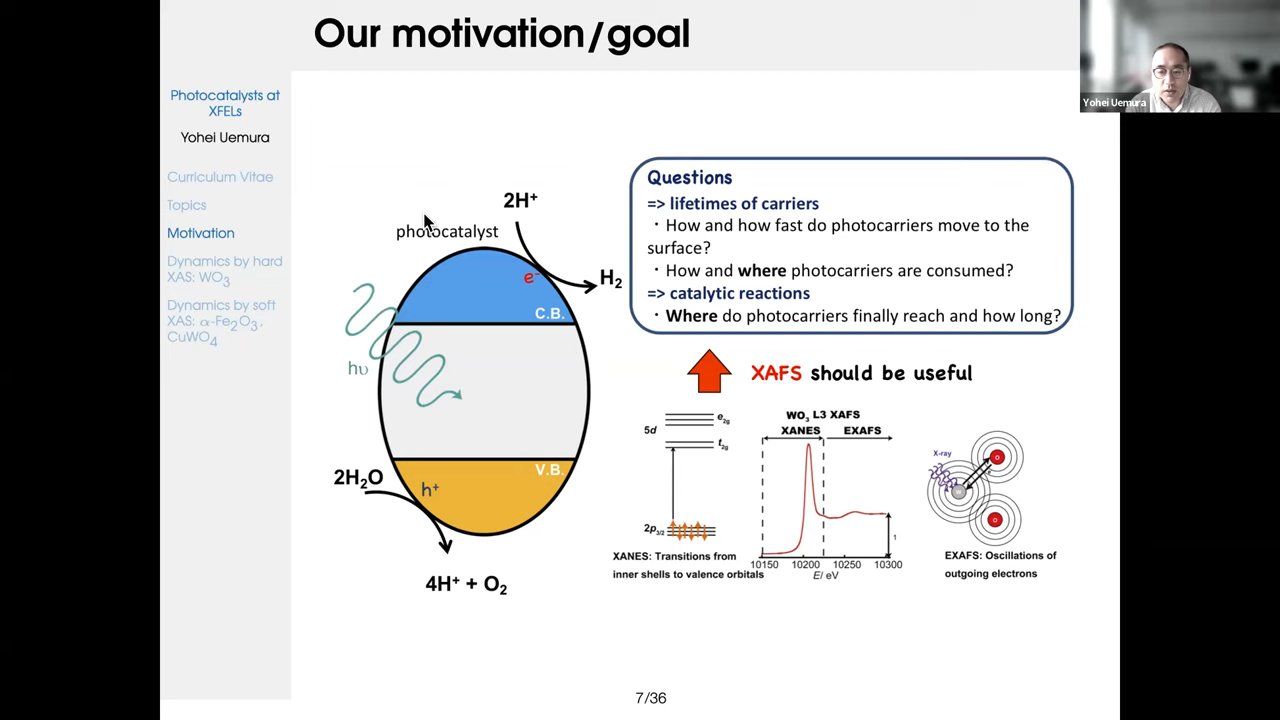 Our motivation/goal
Yohei Uemura
Photocatalysts at
XFELs
Yohei Uemura
Curriculum Vitae
Topics
Motivation
Dynamics by hard
XAS: WO₃
Dynamics by soft
XAS: α-Fe₂O₃,
CuWO₄
2H⁺
photocatalyst
e⁻
H₂
C.B.
hυ
V.B.
2H₂O
h⁺
4H⁺ + O₂
Questions
=> lifetimes of carriers
・How and how fast do photocarriers move to the
surface?
・How and where photocarriers are consumed?
=> catalytic reactions
・Where do photocarriers finally reach and how long?
XAFS should be useful
5d
e₂g
t₂g
2p₃/₂
XANES: Transitions from
inner shells to valence orbitals
WO₃ L3 XAFS
XANES
EXAFS
1
10150 10200 10250 10300
E/ eV
X-ray
O
O
EXAFS: Oscillations of
outgoing electrons
7/36